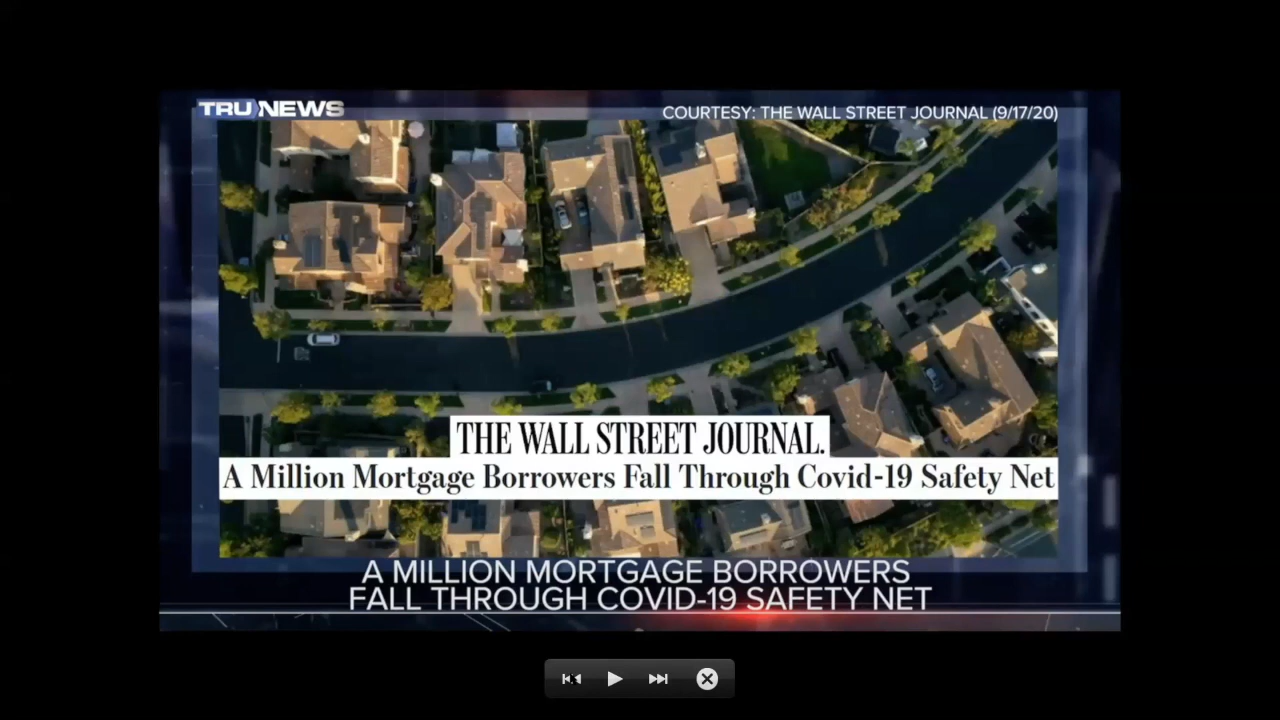 TRUNEWS
COURTESY: THE WALL STREET JOURNAL (9/17/20)
THE WALL STREET JOURNAL.
A Million Mortgage Borrowers Fall Through Covid-19 Safety Net
A MILLION MORTGAGE BORROWERS
FALL THROUGH COVID-19 SAFETY NET